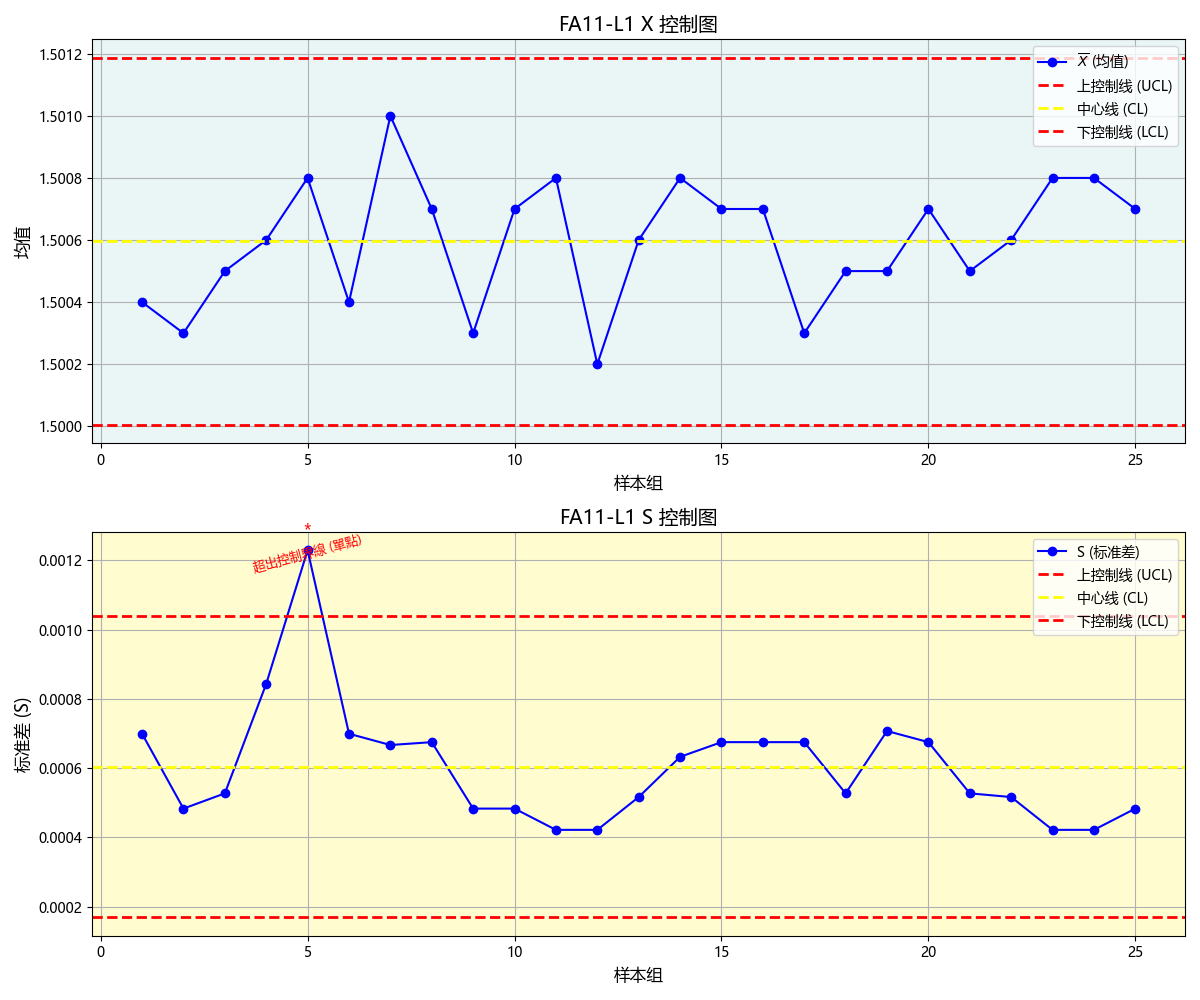 FA11-L1 X 控制图
均值
1.5012
1.5010
1.5008
1.5006
1.5004
1.5002
1.5000
X (均值)
上控制线 (UCL)
中心线 (CL)
下控制线 (LCL)
0 5 10 15 20 25
样本组
FA11-L1 S 控制图
标准差 (S)
0.0012
0.0010
0.0008
0.0006
0.0004
0.0002
*
超出控制界線 (單點)
S (标准差)
上控制线 (UCL)
中心线 (CL)
下控制线 (LCL)
0 5 10 15 20 25
样本组